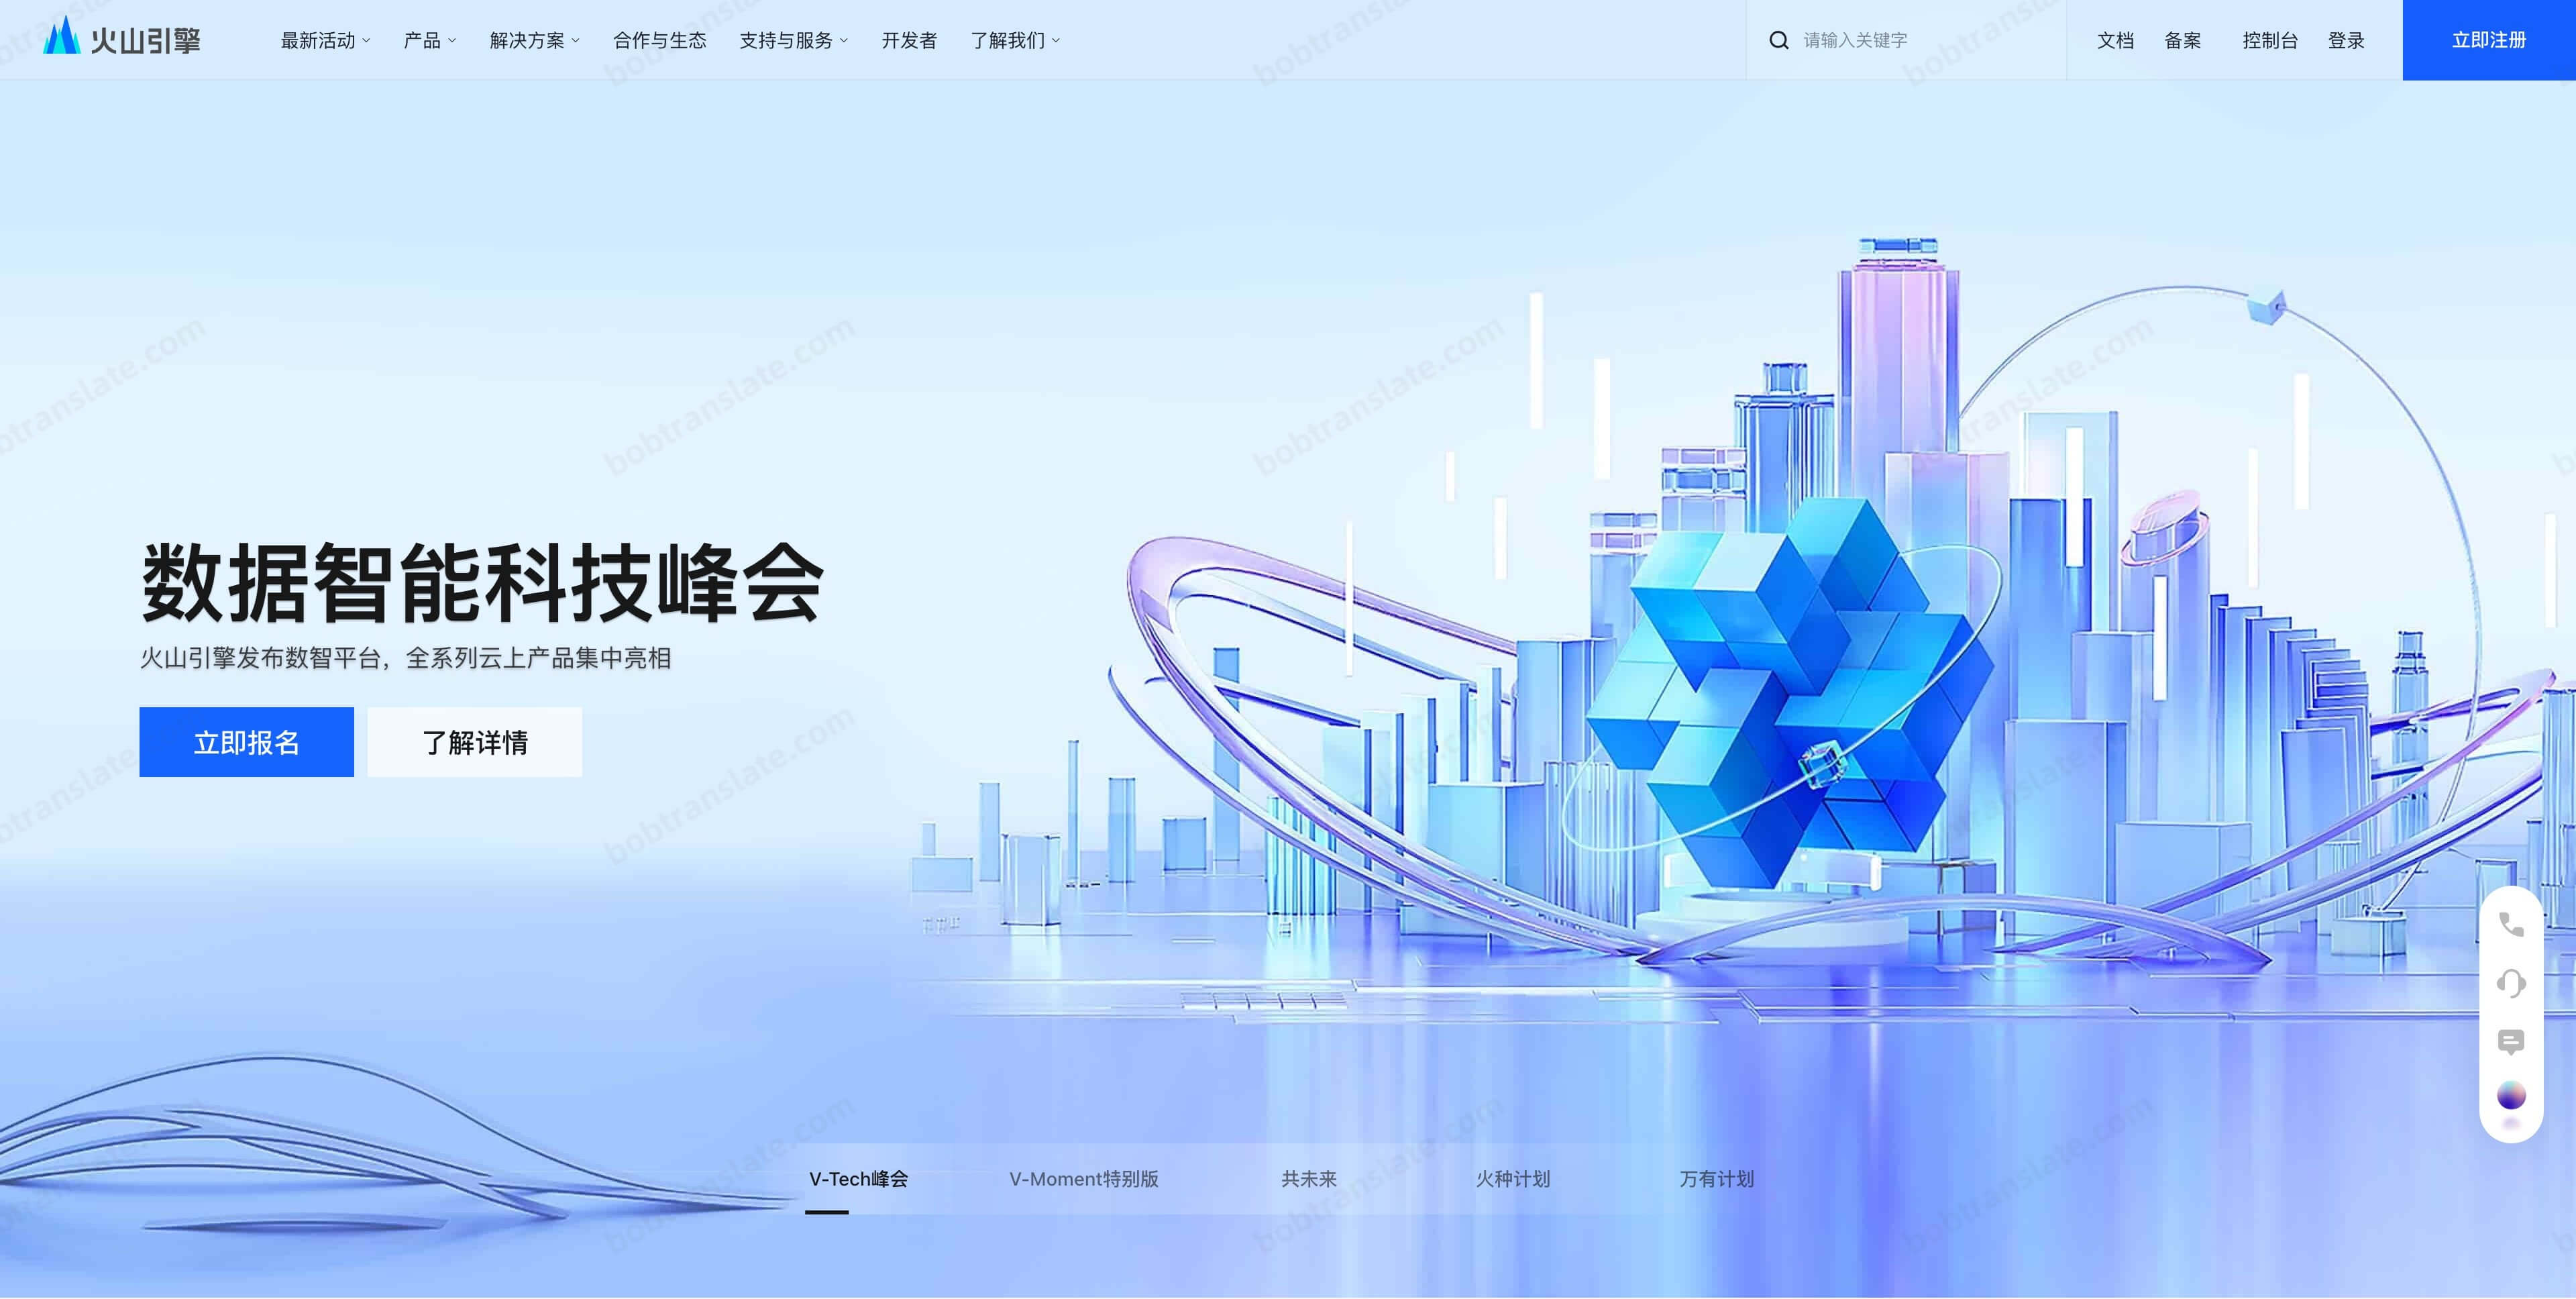 火山引擎 最新活动 产品 解决方案 合作与生态 支持与服务 开发者 了解我们 请输入关键字 文档 备案 控制台 登录 立即注册
数据智能科技峰会
火山引擎发布数智平台，全系列云上产品集中亮相
立即报名 了解详情
V-Tech峰会 V-Moment特别版 共未来 火种计划 万有计划
bobtranslate.com